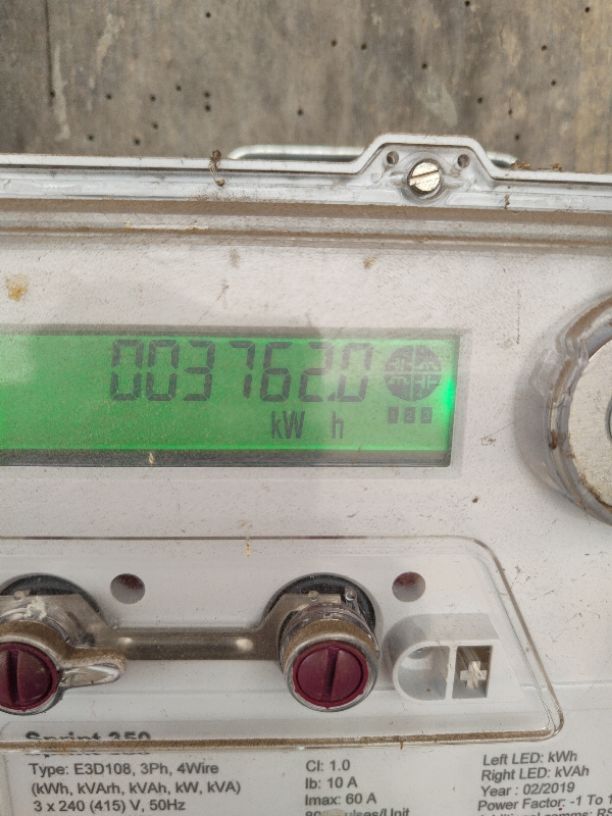 003762.0
kW h
Sprint 350
Type: E3D108, 3Ph, 4Wire
(kWh, kVArh, kVAh, kW, kVA)
3 x 240 (415) V, 50Hz
Cl: 1.0
Ib: 10 A
Imax: 60 A
Left LED: kWh
Right LED: kVAh
Year : 02/2019
Power Factor: -1 To 1